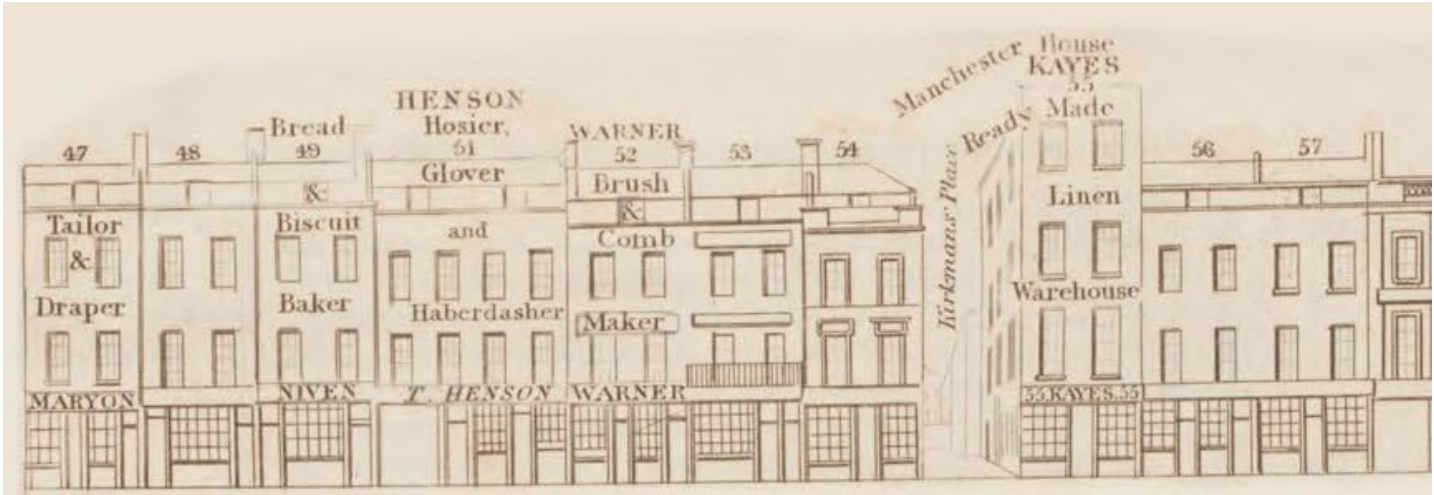 47
Tailor
&
Draper
MARYON
48
Bread
49
&
Biscuit
Baker
NIVEN
HENSON
Hosier,
51
Glover
and
Haberdasher
T. HENSON
WARNER
52
Brush
&
Comb
Maker
WARNER
53
54
Kirkmans' Place
Manchester House
KAYES
55
Ready Made
Linen
Warehouse
55, KAYES, 55
56
57